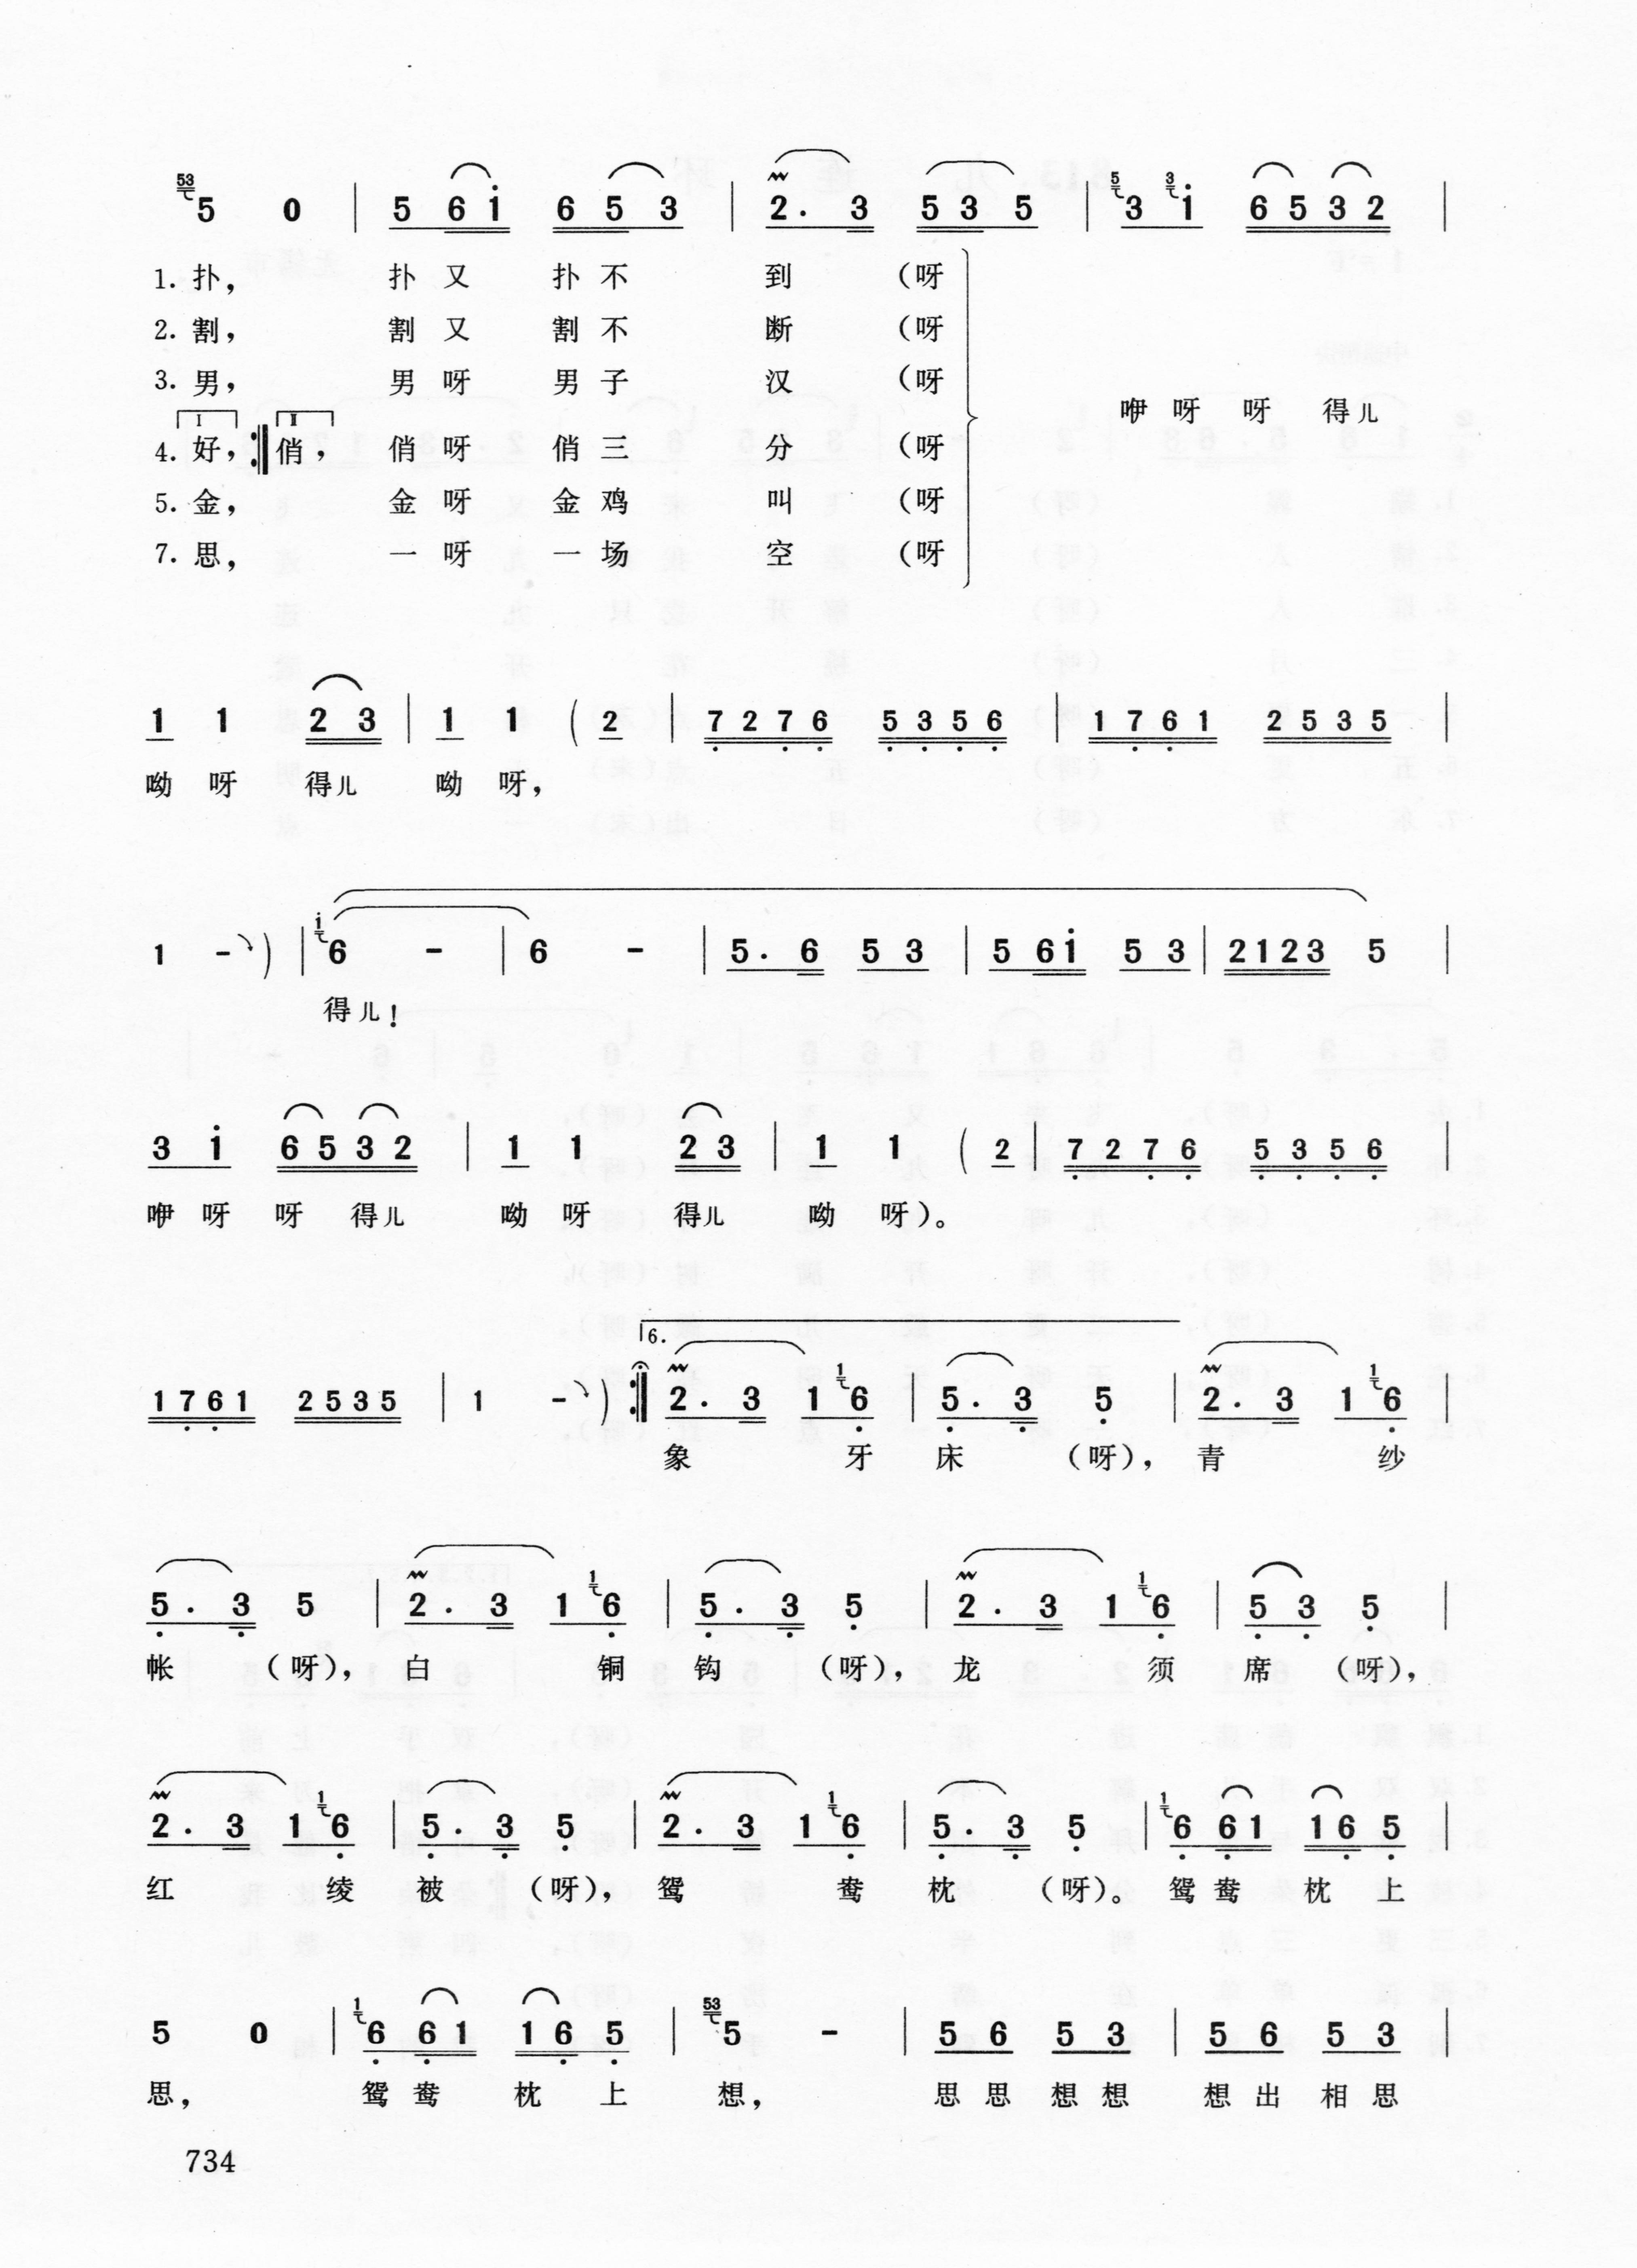 53 5 0 | 5 6 i 6 5 3 | 2. 3 5 3 5 | 5 3 3 i 6 5 3 2 |
1. 扑， 扑 又 扑 不 到 （呀
2. 割， 割 又 割 不 断 （呀
3. 男， 男 呀 男 子 汉 （呀
咿 呀 呀 得儿
I II
4. 好， 俏， 俏 呀 俏 三 分 （呀
5. 金， 金 呀 金 鸡 叫 （呀
7. 思， 一 呀 一 场 空 （呀
1 1 2 3 | 1 1 ( 2 | 7 2 7 6 5 3 5 6 | 1 7 6 1 2 5 3 5 |
呦 呀 得儿 呦 呀，
1 - ) | i 6 - | 6 - | 5. 6 5 3 | 5 6 i 5 3 | 2 1 2 3 5 |
得儿！
3 i 6 5 3 2 | 1 1 2 3 | 1 1 ( 2 | 7 2 7 6 5 3 5 6 |
咿 呀 呀 得儿 呦 呀 得儿 呦 呀）。
6.
1 7 6 1 2 5 3 5 | 1 - ) :| 2. 3 1 1 6 | 5. 3 5 | 2. 3 1 1 6 |
象 牙 床 （呀）， 青 纱
5. 3 5 | 2. 3 1 1 6 | 5. 3 5 | 2. 3 1 1 6 | 5 3 5 |
帐 （呀）， 白 铜 钩 （呀）， 龙 须 席 （呀），
2. 3 1 1 6 | 5. 3 5 | 2. 3 1 1 6 | 5. 3 5 | 1 6 6 1 1 6 5 |
红 绫 被 （呀）， 鸳 鸯 枕 （呀）。 鸳 鸯 枕 上
5 0 | 1 6 6 1 1 6 5 | 53 5 - | 5 6 5 3 | 5 6 5 3 |
思， 鸳 鸯 枕 上 想， 思 思 想 想 想 出 相 思
734